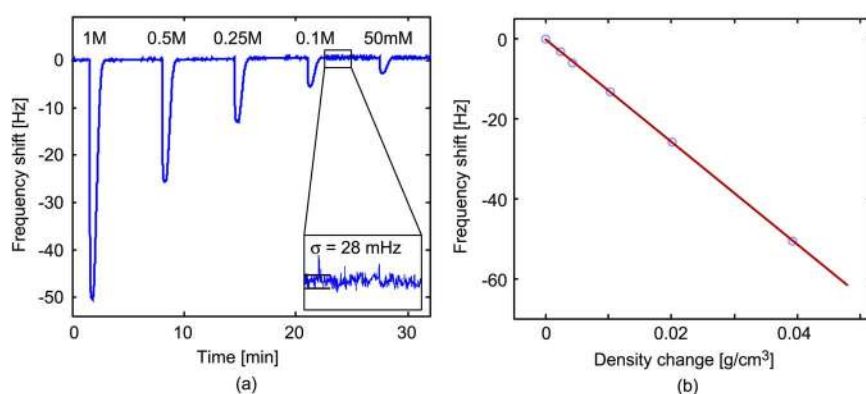 1M 0.5M 0.25M 0.1M 50mM
0
-10
-20
-30
-40
-50
Frequency shift [Hz]
σ = 28 mHz
0 10 20 30
Time [min]
(a)
0
-20
-40
-60
Frequency shift [Hz]
0 0.02 0.04
Density change [g/cm³]
(b)